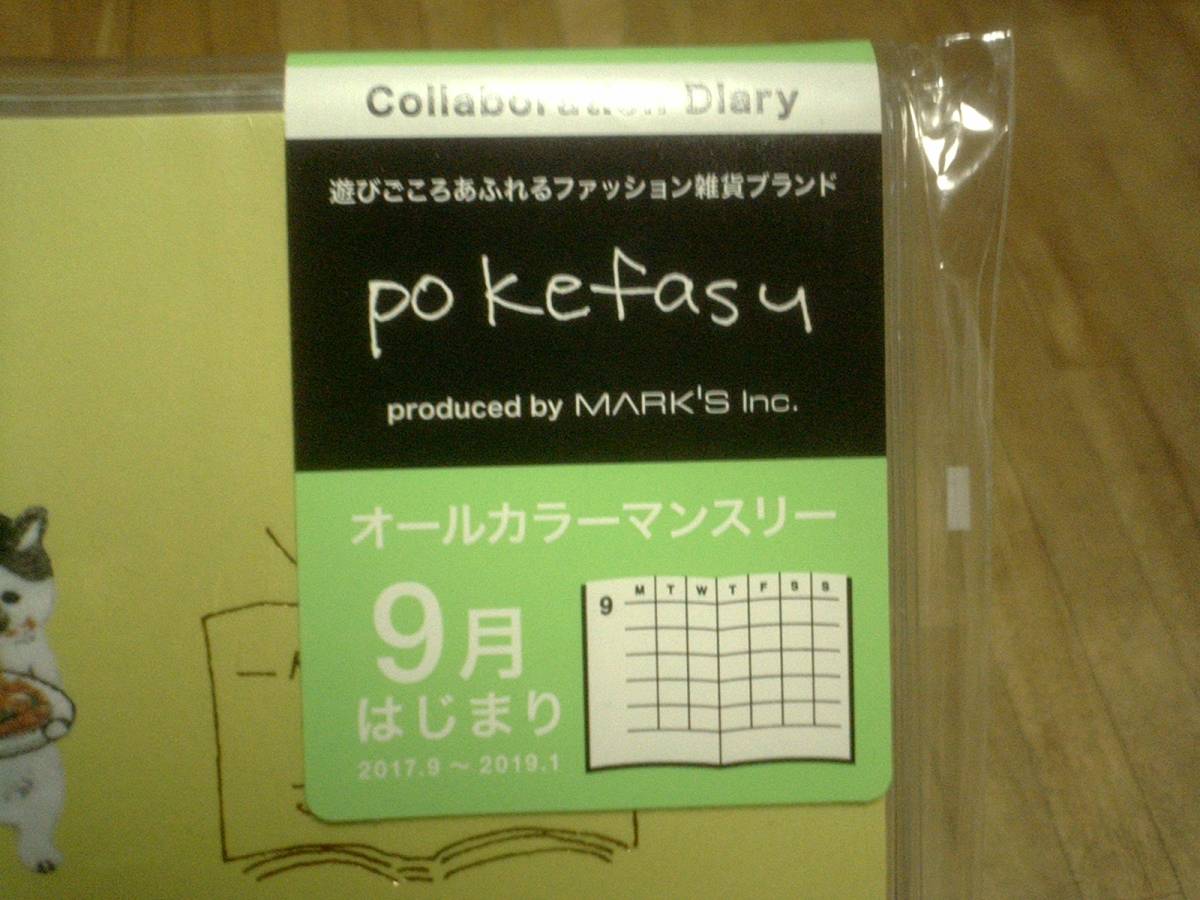 Collaboration Diary
遊びごころあふれるファッション雑貨ブランド
pokefasu
produced by MARK'S Inc.
オールカラーマンスリー
9月
はじまり
2017.9 ～ 2019.1
9 M T W T F S S